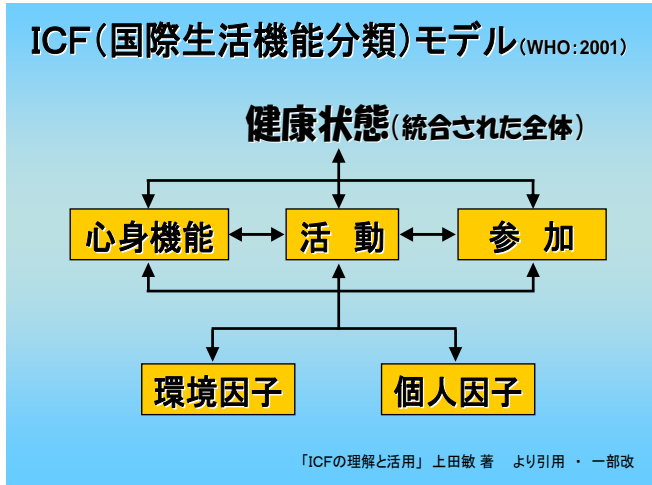 ICF（国際生活機能分類）モデル（WHO：2001）
健康状態（統合された全体）
心身機能
活　動
参　加
環境因子
個人因子
「ICFの理解と活用」 上田敏 著　より引用 ・ 一部改